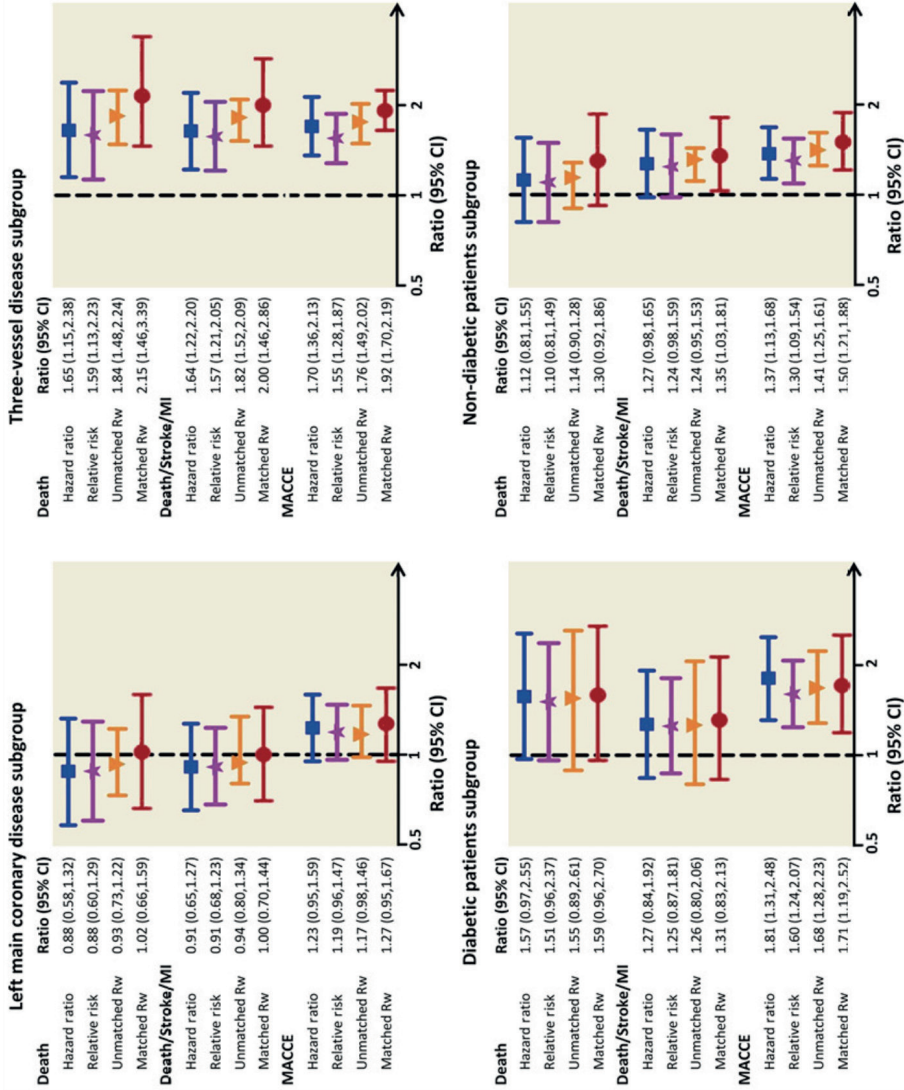 Left main coronary disease subgroup
Death Ratio (95% CI)
Hazard ratio 0.88 (0.58,1.32)
Relative risk 0.88 (0.60,1.29)
Unmatched Rw 0.93 (0.73,1.22)
Matched Rw 1.02 (0.66,1.59)
Death/Stroke/MI
Hazard ratio 0.91 (0.65,1.27)
Relative risk 0.91 (0.68,1.23)
Unmatched Rw 0.94 (0.80,1.34)
Matched Rw 1.00 (0.70,1.44)
MACCE
Hazard ratio 1.23 (0.95,1.59)
Relative risk 1.19 (0.96,1.47)
Unmatched Rw 1.17 (0.98,1.46)
Matched Rw 1.27 (0.95,1.67)
0.5 1 2
Ratio (95% CI)
Three-vessel disease subgroup
Death Ratio (95% CI)
Hazard ratio 1.65 (1.15,2.38)
Relative risk 1.59 (1.13,2.23)
Unmatched Rw 1.84 (1.48,2.24)
Matched Rw 2.15 (1.46,3.39)
Death/Stroke/MI
Hazard ratio 1.64 (1.22,2.20)
Relative risk 1.57 (1.21,2.05)
Unmatched Rw 1.82 (1.52,2.09)
Matched Rw 2.00 (1.46,2.86)
MACCE
Hazard ratio 1.70 (1.36,2.13)
Relative risk 1.55 (1.28,1.87)
Unmatched Rw 1.76 (1.49,2.02)
Matched Rw 1.92 (1.70,2.19)
0.5 1 2
Ratio (95% CI)
Diabetic patients subgroup
Death Ratio (95% CI)
Hazard ratio 1.57 (0.97,2.55)
Relative risk 1.51 (0.96,2.37)
Unmatched Rw 1.55 (0.89,2.61)
Matched Rw 1.59 (0.96,2.70)
Death/Stroke/MI
Hazard ratio 1.27 (0.84,1.92)
Relative risk 1.25 (0.87,1.81)
Unmatched Rw 1.26 (0.80,2.06)
Matched Rw 1.31 (0.83,2.13)
MACCE
Hazard ratio 1.81 (1.31,2.48)
Relative risk 1.60 (1.24,2.07)
Unmatched Rw 1.68 (1.28,2.23)
Matched Rw 1.71 (1.19,2.52)
0.5 1 2
Ratio (95% CI)
Non-diabetic patients subgroup
Death Ratio (95% CI)
Hazard ratio 1.12 (0.81,1.55)
Relative risk 1.10 (0.81,1.49)
Unmatched Rw 1.14 (0.90,1.28)
Matched Rw 1.30 (0.92,1.86)
Death/Stroke/MI
Hazard ratio 1.27 (0.98,1.65)
Relative risk 1.24 (0.98,1.59)
Unmatched Rw 1.24 (0.95,1.53)
Matched Rw 1.35 (1.03,1.81)
MACCE
Hazard ratio 1.37 (1.13,1.68)
Relative risk 1.30 (1.09,1.54)
Unmatched Rw 1.41 (1.25,1.61)
Matched Rw 1.50 (1.21,1.88)
0.5 1 2
Ratio (95% CI)